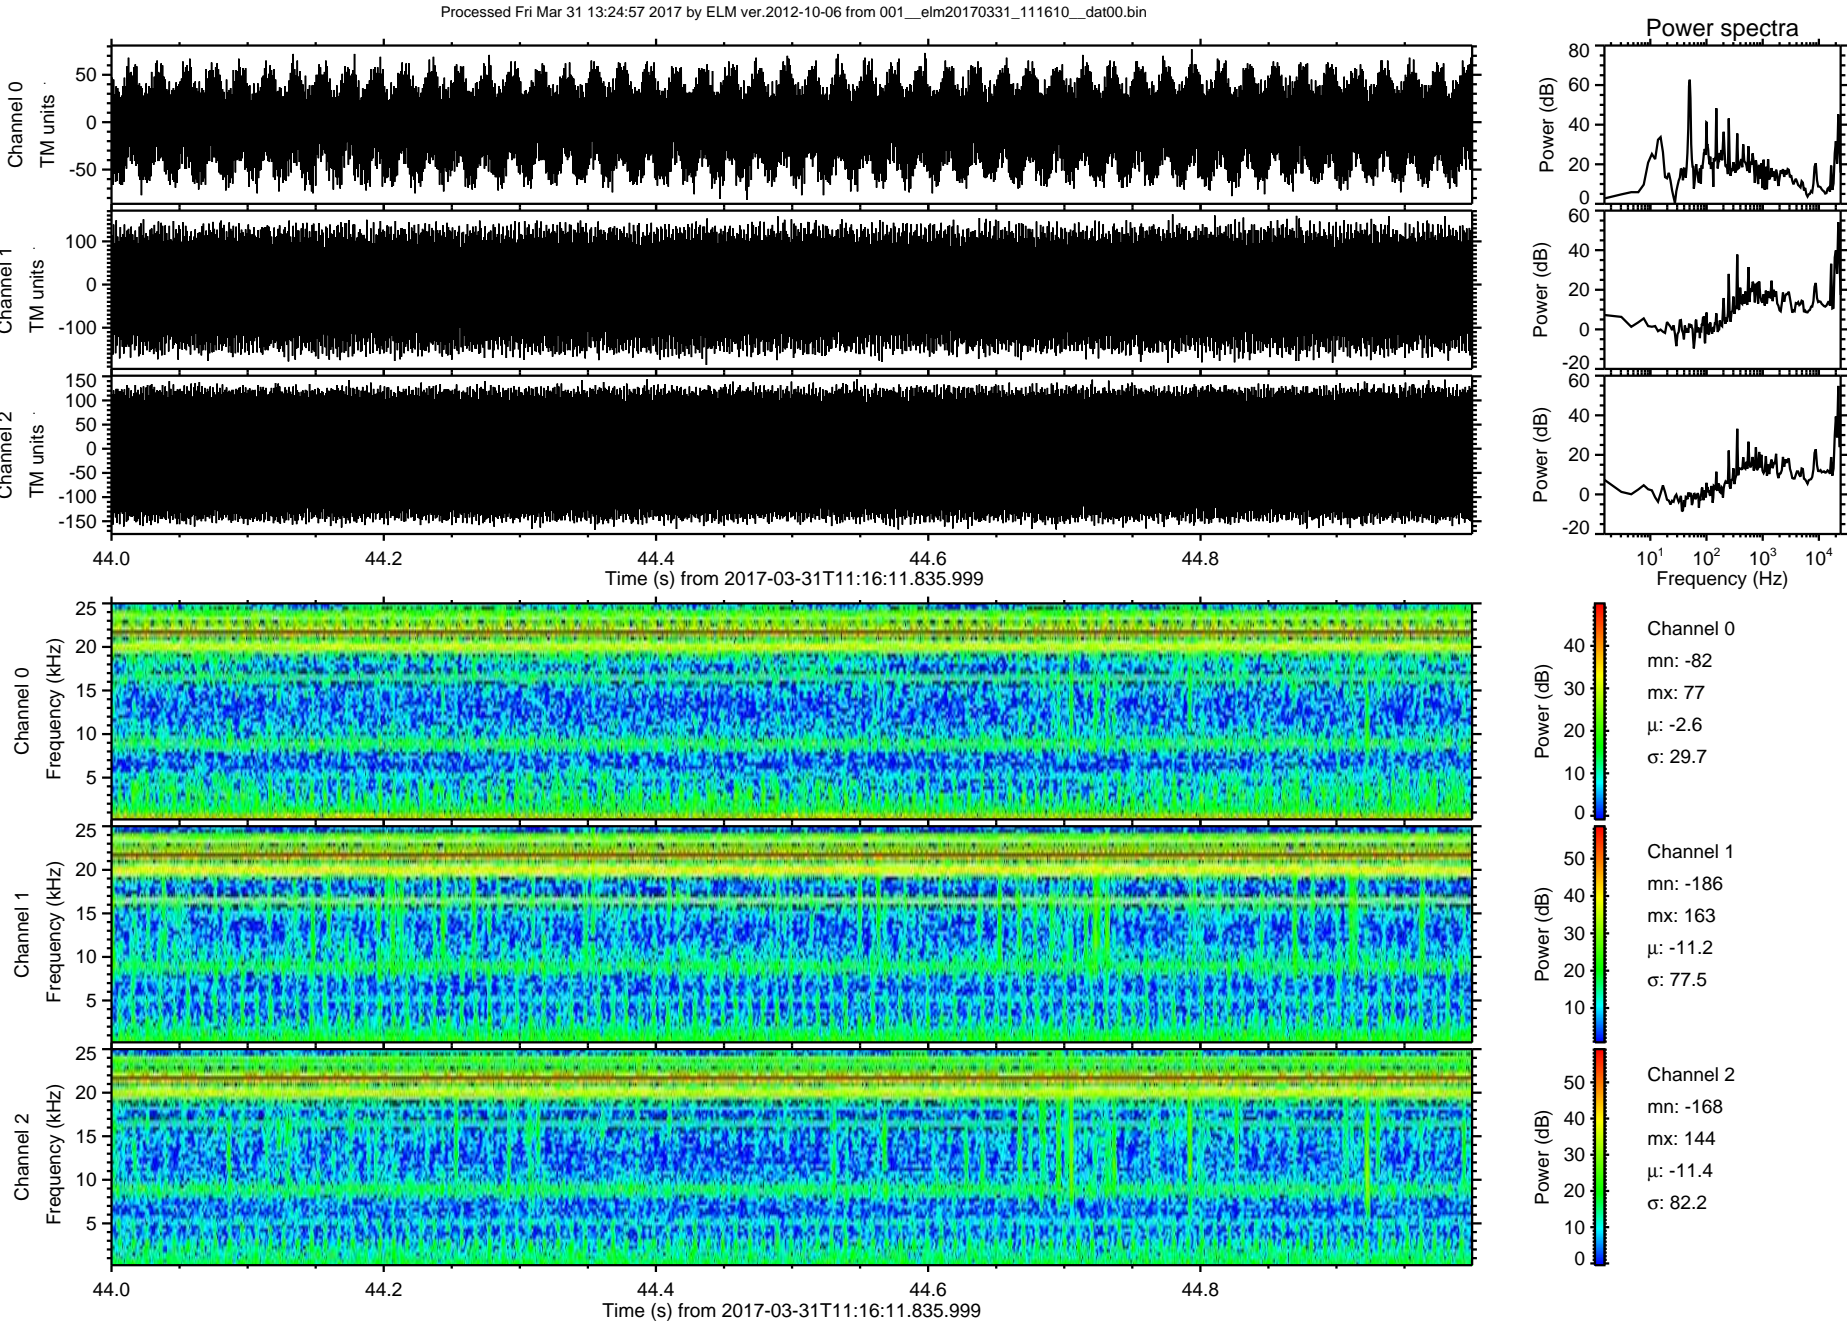 Processed Fri Mar 31 13:24:57 2017 by ELM ver.2012-10-06 from 001__elm20170331_111610__dat00.bin
Power spectra
Channel 0
TM units
50
0
-50
Power (dB)
80
60
40
20
0
Channel 1
TM units
100
0
-100
Power (dB)
60
40
20
0
-20
Channel 2
TM units
150
100
50
0
-50
-100
-150
Power (dB)
60
40
20
0
-20
44.0 44.2 44.4 44.6 44.8
Time (s) from 2017-03-31T11:16:11.835.999
10^1 10^2 10^3 10^4
Frequency (Hz)
Channel 0
Frequency (kHz)
25
20
15
10
5
Power (dB)
40
30
20
10
0
Channel 0
mn: -82
mx: 77
μ: -2.6
σ: 29.7
Channel 1
Frequency (kHz)
25
20
15
10
5
Power (dB)
50
40
30
20
10
Channel 1
mn: -186
mx: 163
μ: -11.2
σ: 77.5
Channel 2
Frequency (kHz)
25
20
15
10
5
Power (dB)
50
40
30
20
10
0
Channel 2
mn: -168
mx: 144
μ: -11.4
σ: 82.2
44.0 44.2 44.4 44.6 44.8
Time (s) from 2017-03-31T11:16:11.835.999